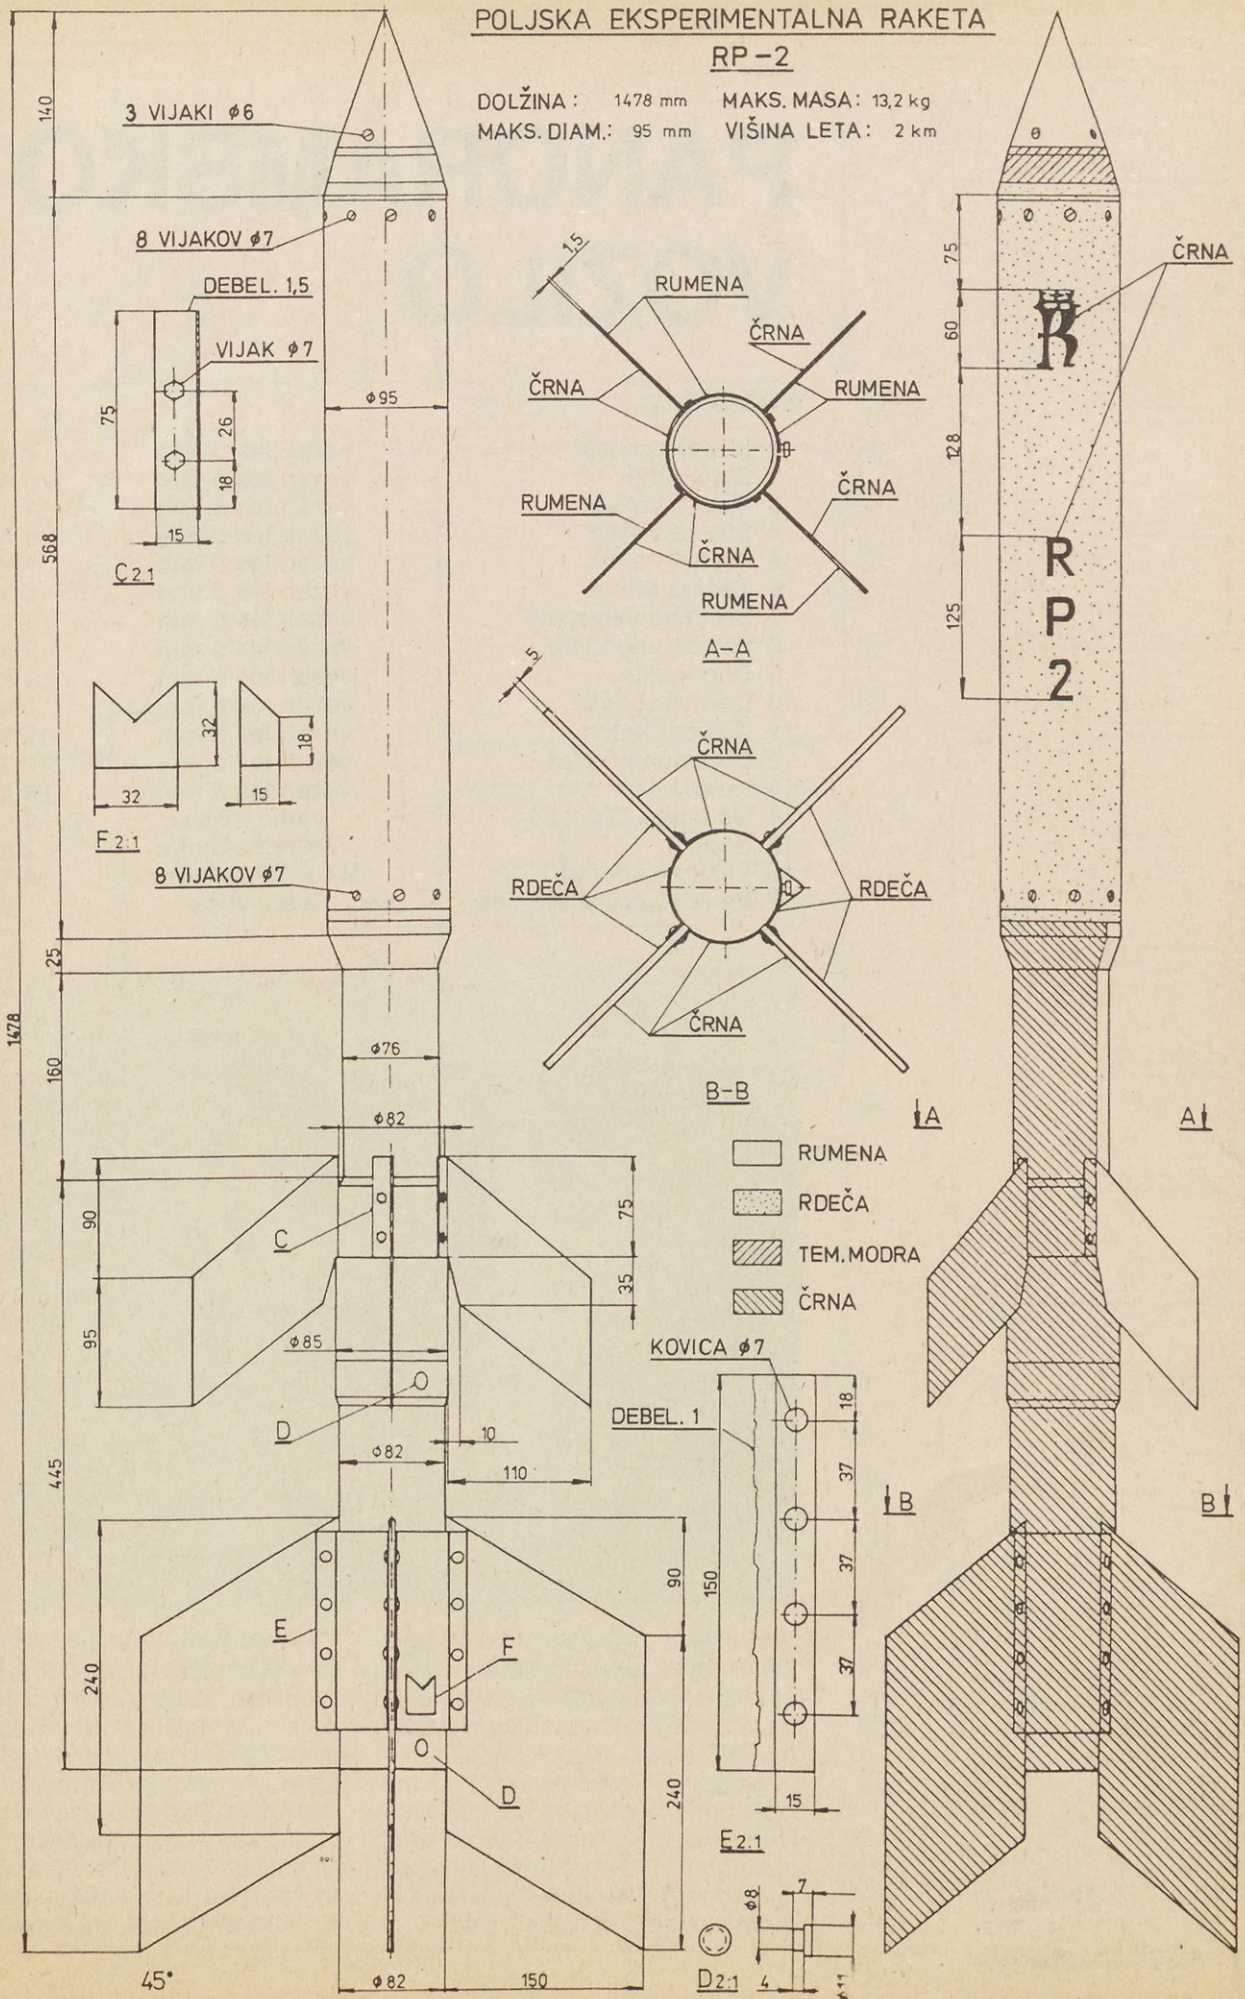 POLJSKA EKSPERIMENTALNA RAKETA
RP-2
DOLŽINA: 1478 mm MAKS. MASA: 13,2 kg
MAKS. DIAM.: 95 mm VIŠINA LETA: 2 km
140
3 VIJAKI ϕ6
8 VIJAKOV ϕ7
DEBEL. 1,5
VIJAK ϕ7
75
26
18
15
C 2:1
ϕ95
568
32
32
18
15
F 2:1
8 VIJAKOV ϕ7
25
1478
160
ϕ76
ϕ82
90
C
75
35
95
ϕ85
D
10
ϕ82
110
445
240
E
F
90
D
240
45°
ϕ82
150
1,5
RUMENA
ČRNA
ČRNA
RUMENA
RUMENA
ČRNA
ČRNA
RUMENA
A-A
5
ČRNA
RDEČA
RDEČA
ČRNA
B-B
RUMENA
RDEČA
TEM. MODRA
ČRNA
KOVICA ϕ7
DEBEL. 1
18
37
37
37
150
15
E 2:1
ϕ8
7
D 2:1
4
ϕ11
75
ČRNA
60
R
128
R
P
2
125
A
A
B
B